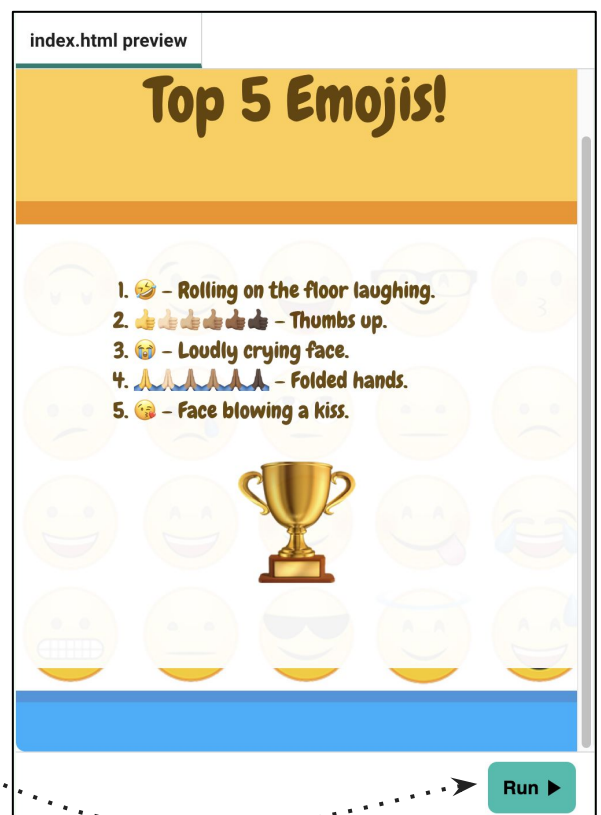 index.html preview
Top 5 Emojis!
1. 🤣 – Rolling on the floor laughing.
2. 👍👍🏻👍🏼👍🏽👍🏾👍🏿 – Thumbs up.
3. 😭 – Loudly crying face.
4. 🙏🙏🏻🙏🏼🙏🏽🙏🏾🙏🏿 – Folded hands.
5. 😘 – Face blowing a kiss.
Run ▶